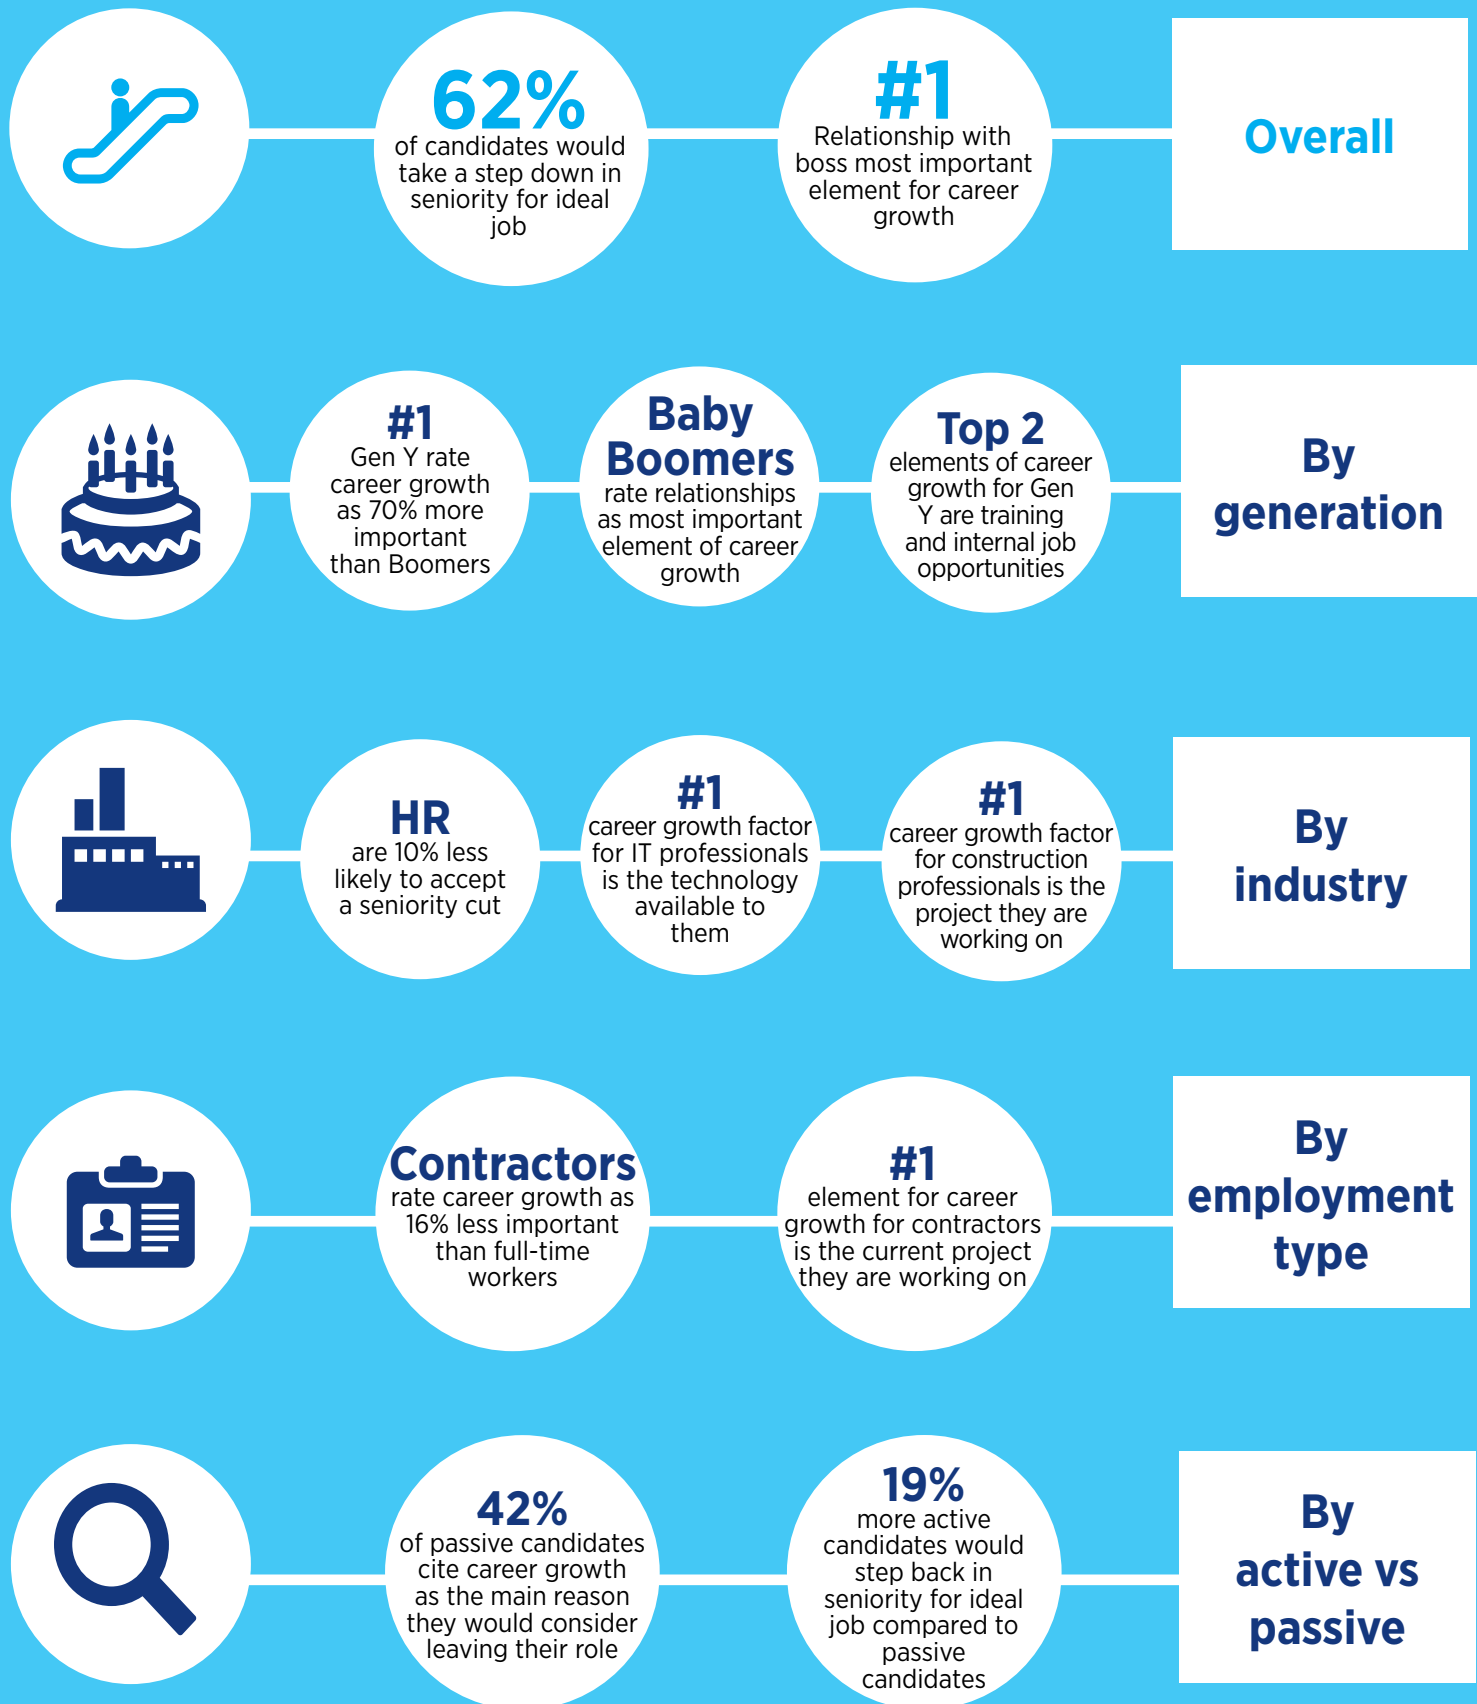 62%
of candidates would
take a step down in
seniority for ideal
job
#1
Relationship with
boss most important
element for career
growth
Overall
#1
Gen Y rate
career growth
as 70% more
important
than Boomers
Baby
Boomers
rate relationships
as most important
element of career
growth
Top 2
elements of career
growth for Gen
Y are training
and internal job
opportunities
By
generation
HR
are 10% less
likely to accept
a seniority cut
#1
career growth factor
for IT professionals
is the technology
available to
them
#1
career growth factor
for construction
professionals is the
project they are
working on
By
industry
Contractors
rate career growth as
16% less important
than full-time
workers
#1
element for career
growth for contractors
is the current project
they are working on
By
employment
type
42%
of passive candidates
cite career growth
as the main reason
they would consider
leaving their role
19%
more active
candidates would
step back in
seniority for ideal
job compared to
passive
candidates
By
active vs
passive